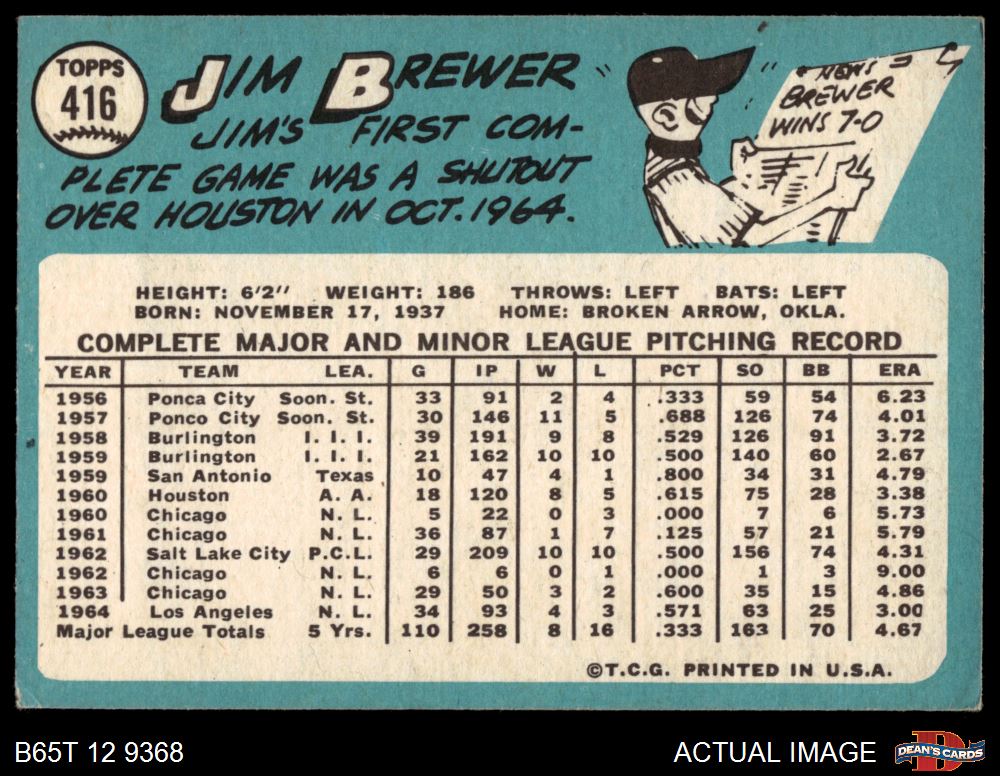 TOPPS
416
JIM BREWER
JIM'S FIRST COM-
PLETE GAME WAS A SHUTOUT
OVER HOUSTON IN OCT. 1964.
NEWS
BREWER
WINS 7-0
HEIGHT: 6'2" WEIGHT: 186 THROWS: LEFT BATS: LEFT
BORN: NOVEMBER 17, 1937 HOME: BROKEN ARROW, OKLA.
COMPLETE MAJOR AND MINOR LEAGUE PITCHING RECORD
YEAR TEAM LEA. G IP W L PCT SO BB ERA
1956 Ponca City Soon. St. 33 91 2 4 .333 59 54 6.23
1957 Ponco City Soon. St. 30 146 11 5 .688 126 74 4.01
1958 Burlington I. I. I. 39 191 9 8 .529 126 91 3.72
1959 Burlington I. I. I. 21 162 10 10 .500 140 60 2.67
1959 San Antonio Texas 10 47 4 1 .800 34 31 4.79
1960 Houston A. A. 18 120 8 5 .615 75 28 3.38
1960 Chicago N. L. 5 22 0 3 .000 7 6 5.73
1961 Chicago N. L. 36 87 1 7 .125 57 21 5.79
1962 Salt Lake City P.C.L. 29 209 10 10 .500 156 74 4.31
1962 Chicago N. L. 6 6 0 1 .000 1 3 9.00
1963 Chicago N. L. 29 50 3 2 .600 35 15 4.86
1964 Los Angeles N. L. 34 93 4 3 .571 63 25 3.00
Major League Totals 5 Yrs. 110 258 8 16 .333 163 70 4.67
©T.C.G. PRINTED IN U.S.A.
B65T 12 9368 ACTUAL IMAGE D DEAN'S CARDS